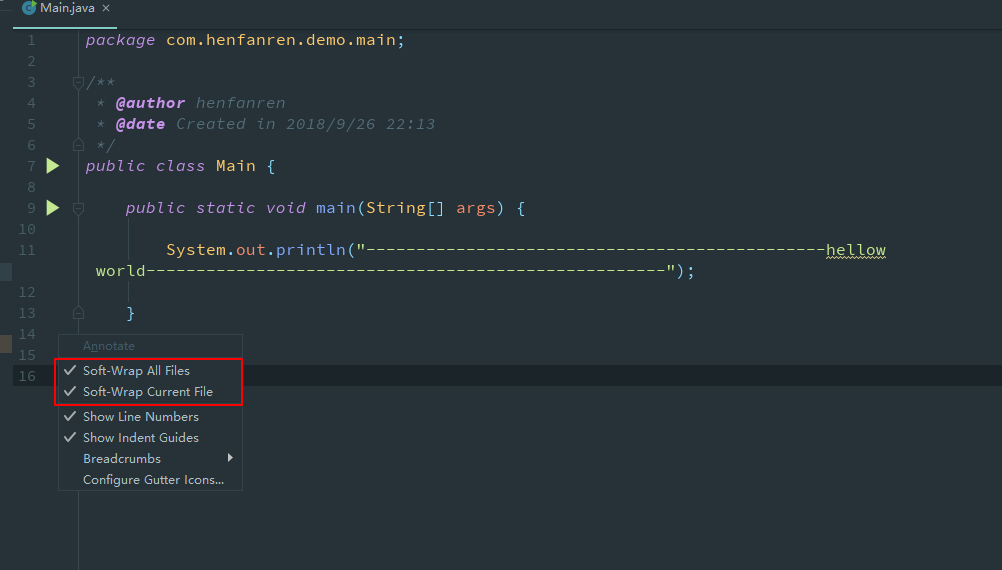 Main.java
1 package com.henfanren.demo.main;
2
3 /**
4 * @author henfanren
5 * @date Created in 2018/9/26 22:13
6 */
7 public class Main {
8
9 public static void main(String[] args) {
10
11 System.out.println("----------------------------------------------hellow
world----------------------------------------------------");
12
13 }
14
15
16
Annotate
Soft-Wrap All Files
Soft-Wrap Current File
Show Line Numbers
Show Indent Guides
Breadcrumbs
Configure Gutter Icons...